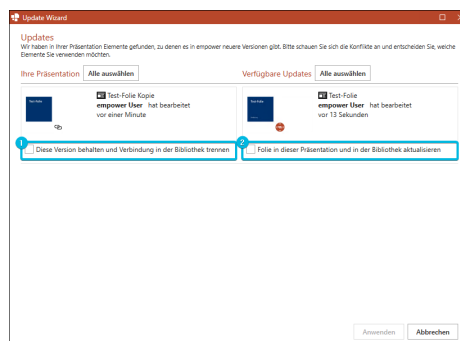 Update Wizard
Updates
Wir haben in Ihrer Präsentation Elemente gefunden, zu denen es in empower neuere Versionen gibt. Bitte schauen Sie sich die Konflikte an und entscheiden Sie, welche
Elemente Sie verwenden möchten.
Ihre Präsentation Alle auswählen Verfügbare Updates Alle auswählen
Test-Folie Kopie
empower User hat bearbeitet
vor einer Minute
Test-Folie
Test-Folie
empower User hat bearbeitet
vor 13 Sekunden
Test-Folie
1 Diese Version behalten und Verbindung in der Bibliothek trennen
2 Folie in dieser Präsentation und in der Bibliothek aktualisieren
Anwenden Abbrechen